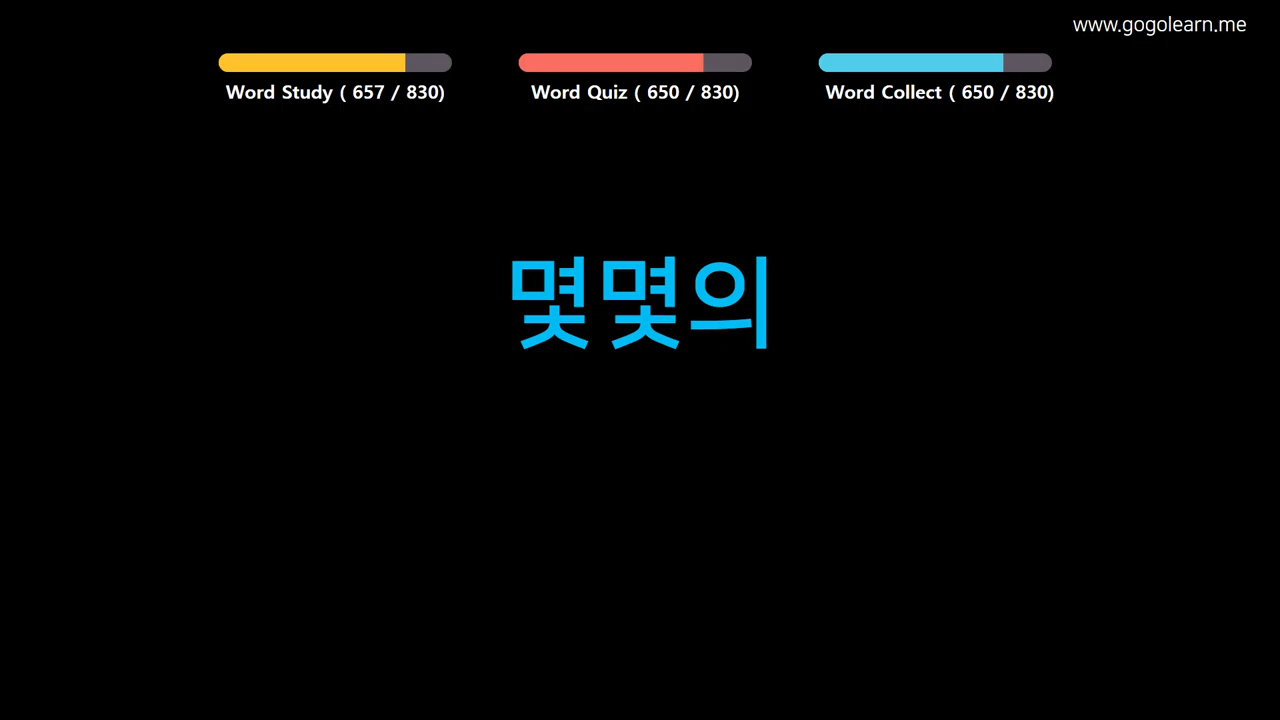 www.gogolearn.me
Word Study ( 657 / 830)
Word Quiz ( 650 / 830)
Word Collect ( 650 / 830)
몇몇의